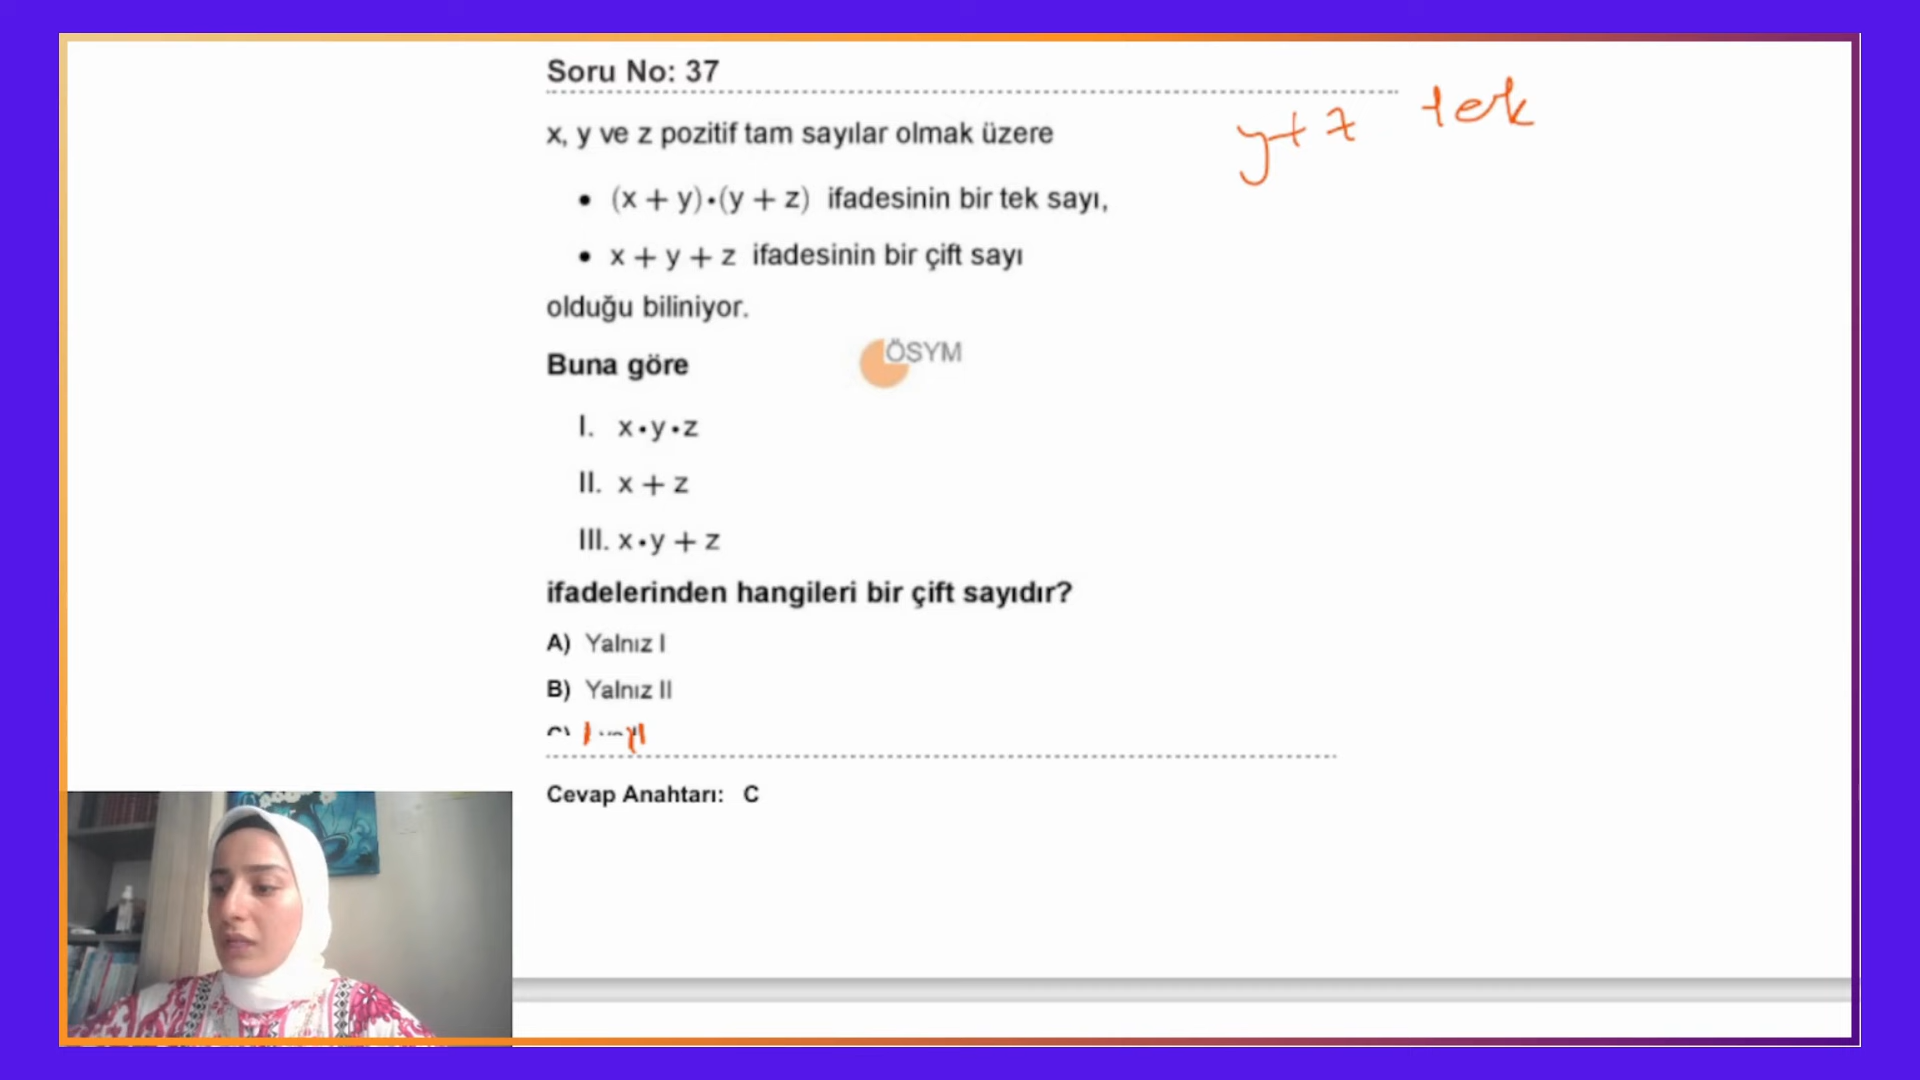 Soru No: 37
y+z tek
x, y ve z pozitif tam sayılar olmak üzere
• (x + y)•(y + z) ifadesinin bir tek sayı,
• x + y + z ifadesinin bir çift sayı
olduğu biliniyor.
ÖSYM
Buna göre
I. x•y•z
II. x + z
III. x•y + z
ifadelerinden hangileri bir çift sayıdır?
A) Yalnız I
B) Yalnız II
Cevap Anahtarı: C